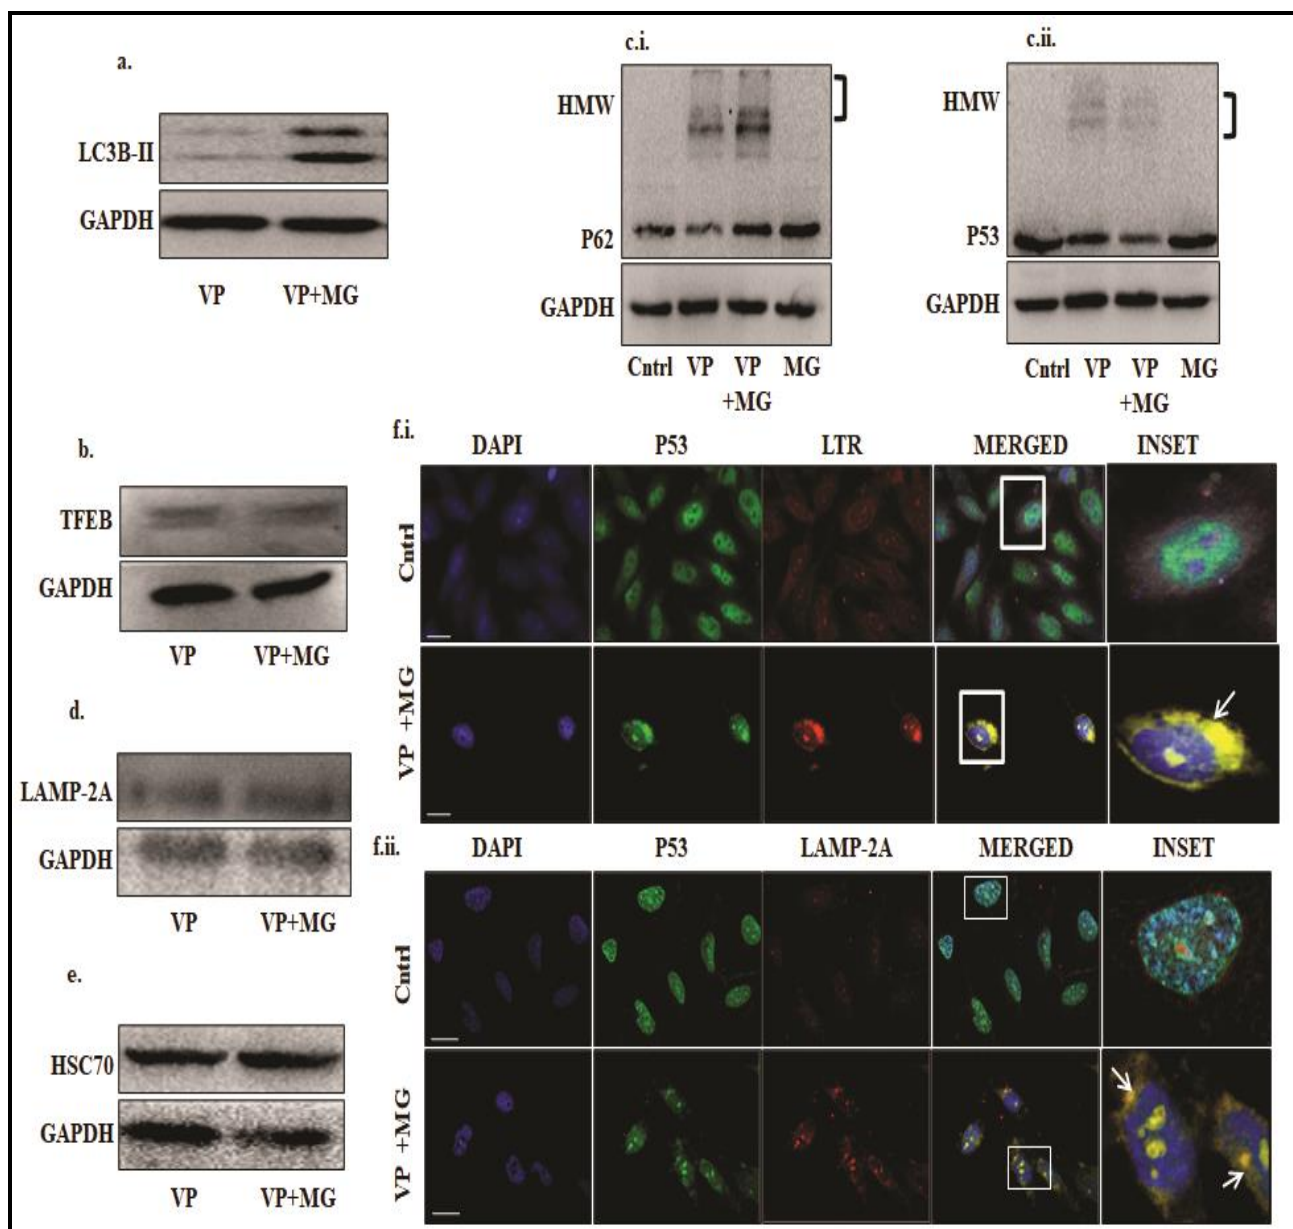 a.
LC3B-II
GAPDH
VP VP+MG
c.i.
HMW
P62
GAPDH
Cntrl VP VP MG
+MG
c.ii.
HMW
P53
GAPDH
Cntrl VP VP MG
+MG
b.
TFEB
GAPDH
VP VP+MG
d.
LAMP-2A
GAPDH
VP VP+MG
e.
HSC70
GAPDH
VP VP+MG
f.i.
DAPI P53 LTR MERGED INSET
Cntrl
VP +MG
f.ii.
DAPI P53 LAMP-2A MERGED INSET
Cntrl
VP +MG